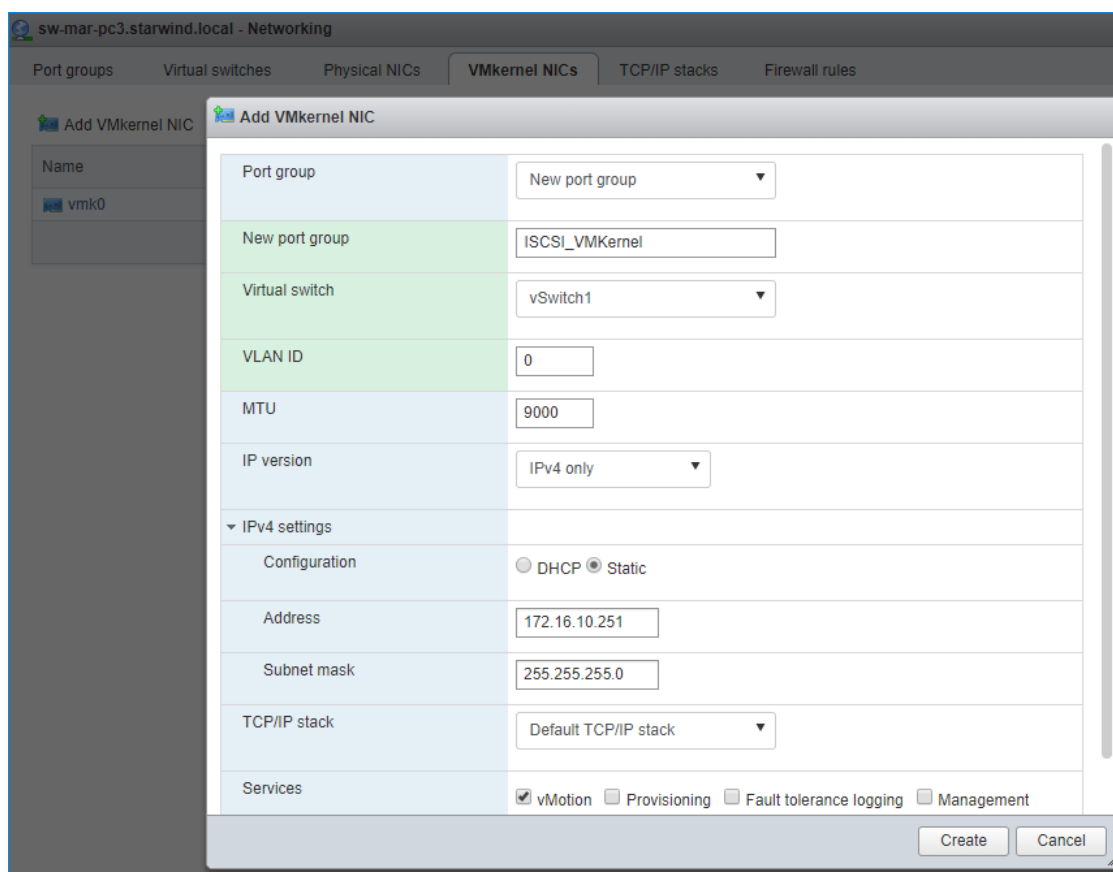 sw-mar-pc3.starwind.local - Networking
Port groups Virtual switches Physical NICs VMkernel NICs TCP/IP stacks Firewall rules
Add VMkernel NIC
Name
vmk0
Add VMkernel NIC
Port group New port group
New port group ISCSI_VMKernel
Virtual switch vSwitch1
VLAN ID 0
MTU 9000
IP version IPv4 only
IPv4 settings
Configuration DHCP Static
Address 172.16.10.251
Subnet mask 255.255.255.0
TCP/IP stack Default TCP/IP stack
Services vMotion Provisioning Fault tolerance logging Management
Create Cancel